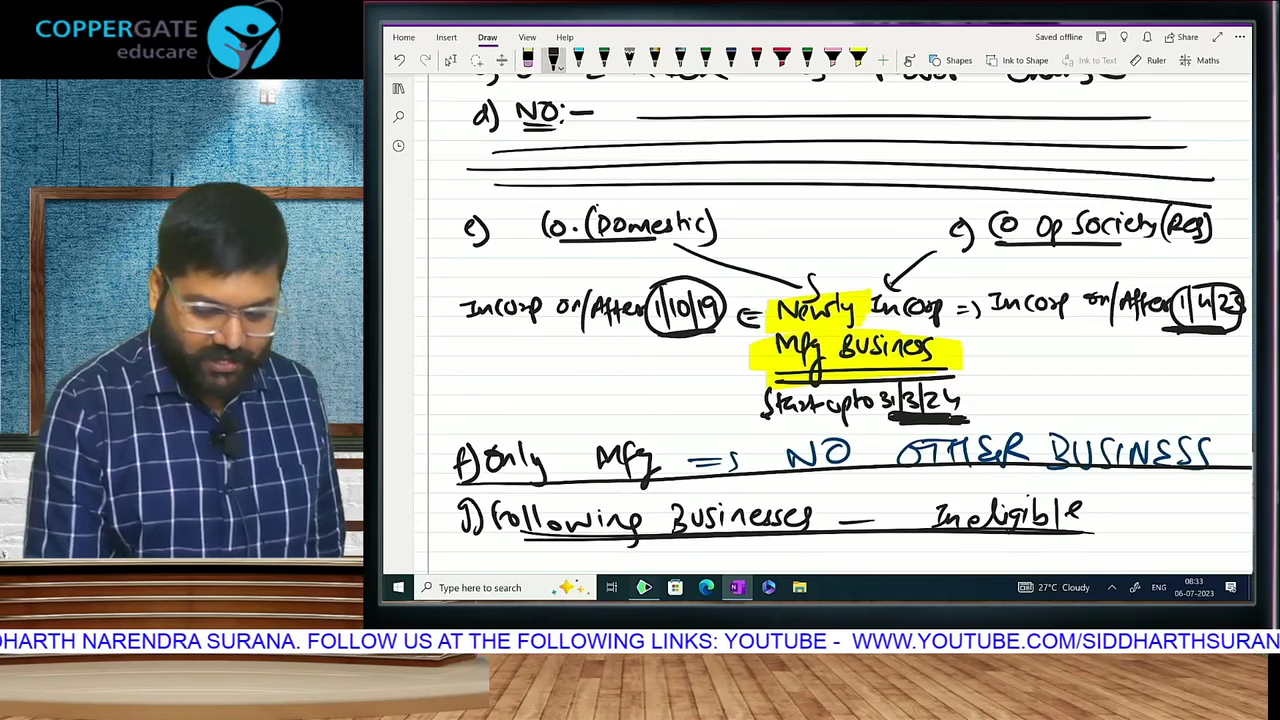 COPPERGATE
educare
Home Insert Draw View Help
Saved offline
Share
Shapes
Ink to Shape
Ink to Text
Ruler
Maths
d) NO:-
e) Co. (Domestic)
e) Co Op Society (Reg)
Incorp on/After 1/10/19 <= Newly Incorp => Incorp on/After 1/4/23
Mfg Business
Start upto 31/3/24
f) Only Mfg => NO OTHER BUSINESS
g) Following Businesses - Ineligible
Type here to search
27°C Cloudy
ENG
08:33
06-07-2023
DHARTH NARENDRA SURANA. FOLLOW US AT THE FOLLOWING LINKS: YOUTUBE - WWW.YOUTUBE.COM/SIDDHARTHSURAN